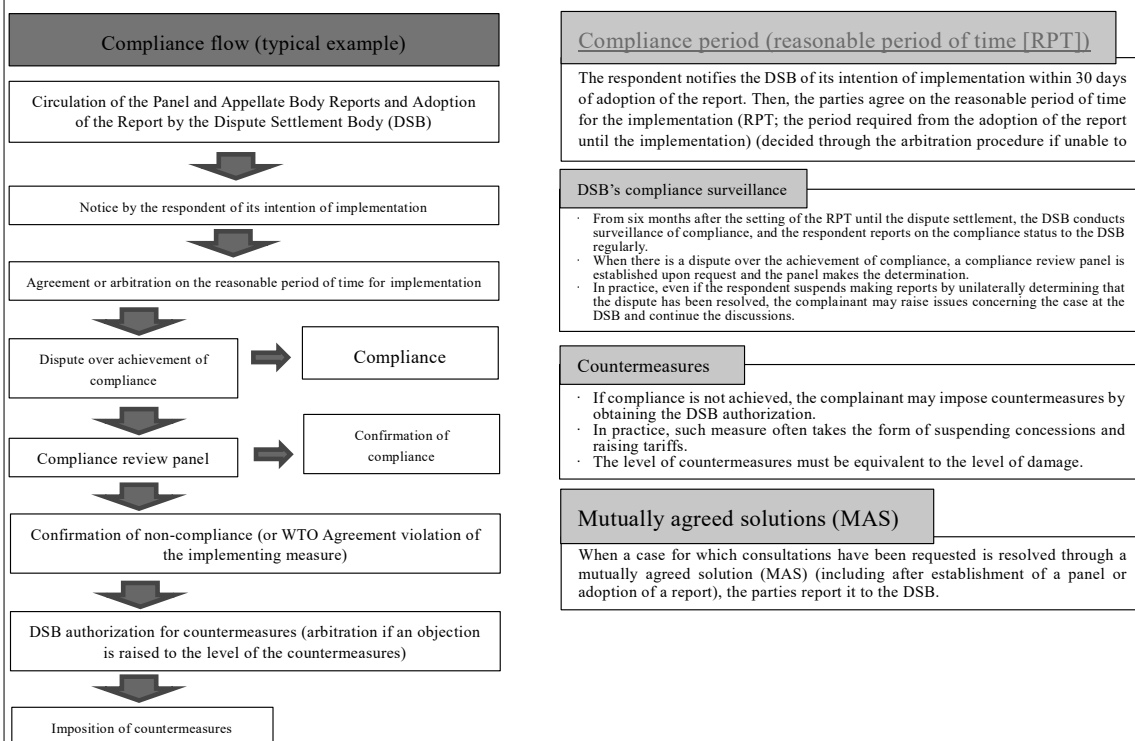 Compliance flow (typical example)
Circulation of the Panel and Appellate Body Reports and Adoption
of the Report by the Dispute Settlement Body (DSB)
Notice by the respondent of its intention of implementation
Agreement or arbitration on the reasonable period of time for implementation
Dispute over achievement of
compliance
Compliance
Compliance review panel
Confirmation of
compliance
Confirmation of non-compliance (or WTO Agreement violation of
the implementing measure)
DSB authorization for countermeasures (arbitration if an objection
is raised to the level of the countermeasures)
Imposition of countermeasures
Compliance period (reasonable period of time [RPT])
The respondent notifies the DSB of its intention of implementation within 30 days
of adoption of the report. Then, the parties agree on the reasonable period of time
for the implementation (RPT; the period required from the adoption of the report
until the implementation) (decided through the arbitration procedure if unable to
DSB's compliance surveillance
· From six months after the setting of the RPT until the dispute settlement, the DSB conducts
surveillance of compliance, and the respondent reports on the compliance status to the DSB
regularly.
· When there is a dispute over the achievement of compliance, a compliance review panel is
established upon request and the panel makes the determination.
· In practice, even if the respondent suspends making reports by unilaterally determining that
the dispute has been resolved, the complainant may raise issues concerning the case at the
DSB and continue the discussions.
Countermeasures
· If compliance is not achieved, the complainant may impose countermeasures by
obtaining the DSB authorization.
· In practice, such measure often takes the form of suspending concessions and
raising tariffs.
· The level of countermeasures must be equivalent to the level of damage.
Mutually agreed solutions (MAS)
When a case for which consultations have been requested is resolved through a
mutually agreed solution (MAS) (including after establishment of a panel or
adoption of a report), the parties report it to the DSB.